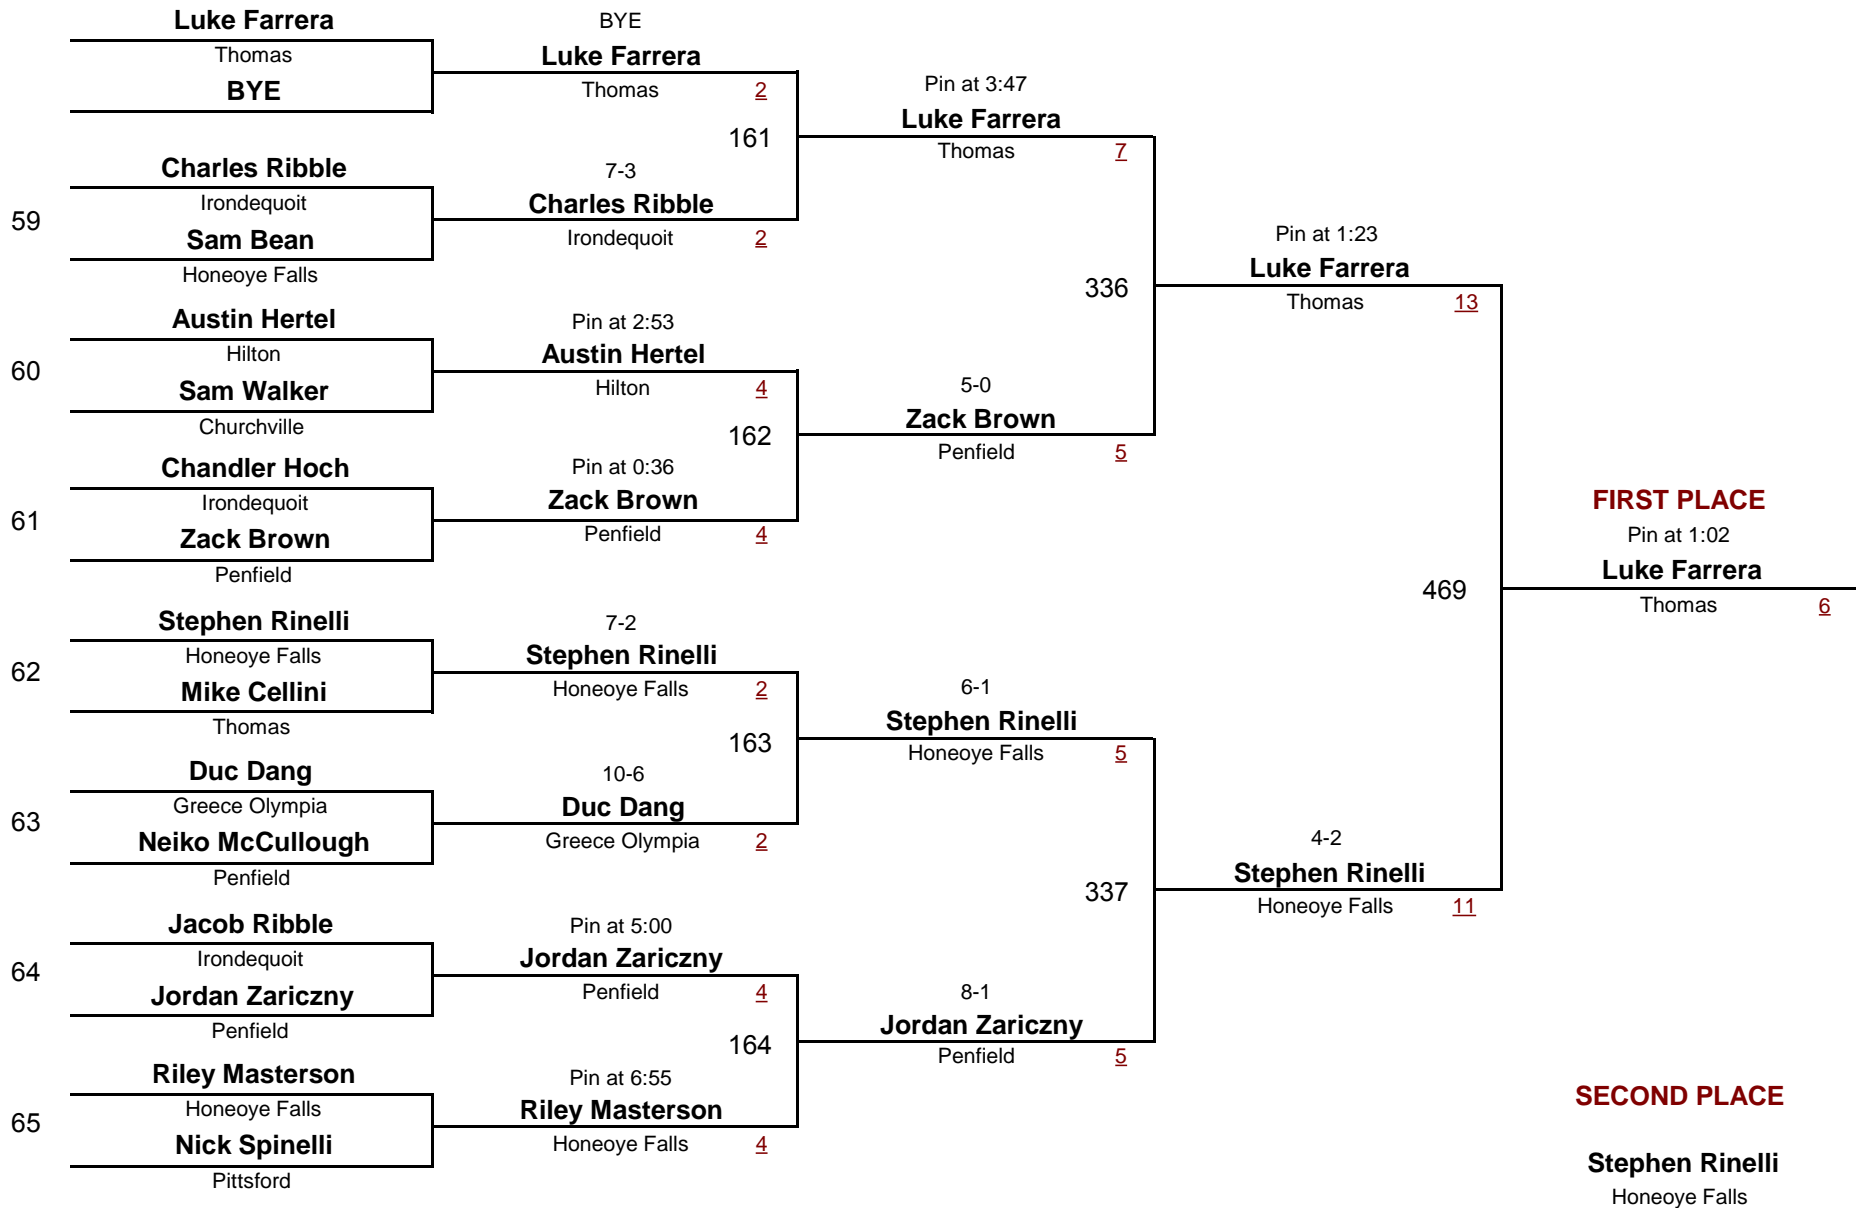 Luke Farrera
Thomas
BYE
59
Charles Ribble
Irondequoit
Sam Bean
Honeoye Falls
60
Austin Hertel
Hilton
Sam Walker
Churchville
61
Chandler Hoch
Irondequoit
Zack Brown
Penfield
62
Stephen Rinelli
Honeoye Falls
Mike Cellini
Thomas
63
Duc Dang
Greece Olympia
Neiko McCullough
Penfield
64
Jacob Ribble
Irondequoit
Jordan Zariczny
Penfield
65
Riley Masterson
Honeoye Falls
Nick Spinelli
Pittsford
BYE
Luke Farrera
Thomas 2
161
7-3
Charles Ribble
Irondequoit 2
Pin at 2:53
Austin Hertel
Hilton 4
162
Pin at 0:36
Zack Brown
Penfield 4
7-2
Stephen Rinelli
Honeoye Falls 2
163
10-6
Duc Dang
Greece Olympia 2
Pin at 5:00
Jordan Zariczny
Penfield 4
164
Pin at 6:55
Riley Masterson
Honeoye Falls 4
Pin at 3:47
Luke Farrera
Thomas 7
336
5-0
Zack Brown
Penfield 5
6-1
Stephen Rinelli
Honeoye Falls 5
337
8-1
Jordan Zariczny
Penfield 5
Pin at 1:23
Luke Farrera
Thomas 13
469
4-2
Stephen Rinelli
Honeoye Falls 11
FIRST PLACE
Pin at 1:02
Luke Farrera
Thomas 6
SECOND PLACE
Stephen Rinelli
Honeoye Falls